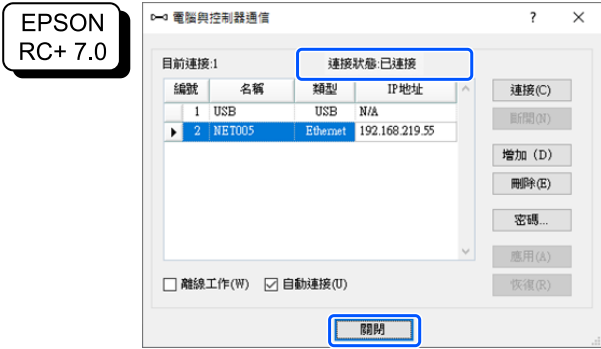 EPSON
RC+ 7.0
電腦與控制器通信
目前連接:1
連接狀態:已連接
編號 名稱 類型 IP地址
1 USB USB N/A
2 NET005 Ethernet 192.168.219.55
連接(C)
斷開(N)
增加（D）
刪除(E)
密碼...
應用(A)
恢復(R)
離線工作(W) 自動連接(U)
關閉